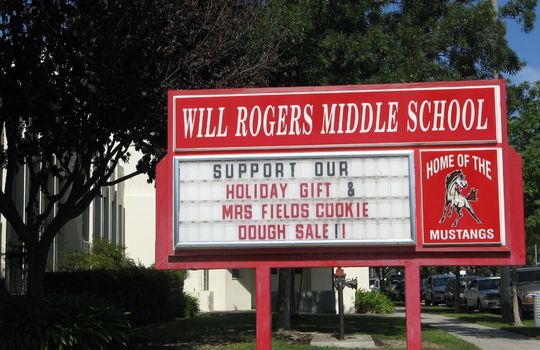 WILL ROGERS MIDDLE SCHOOL
SUPPORT OUR
HOLIDAY GIFT &
MRS FIELDS COOKIE
DOUGH SALE!!
HOME OF THE
MUSTANGS